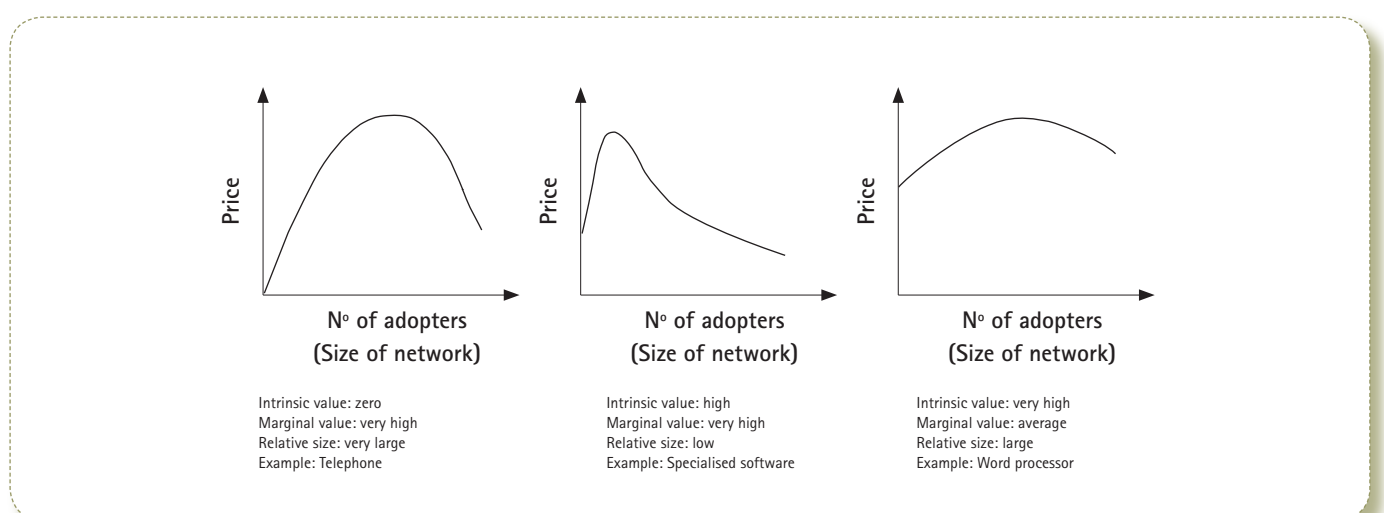 Price
Nº of adopters
(Size of network)
Intrinsic value: zero
Marginal value: very high
Relative size: very large
Example: Telephone
Price
Nº of adopters
(Size of network)
Intrinsic value: high
Marginal value: very high
Relative size: low
Example: Specialised software
Price
Nº of adopters
(Size of network)
Intrinsic value: very high
Marginal value: average
Relative size: large
Example: Word processor